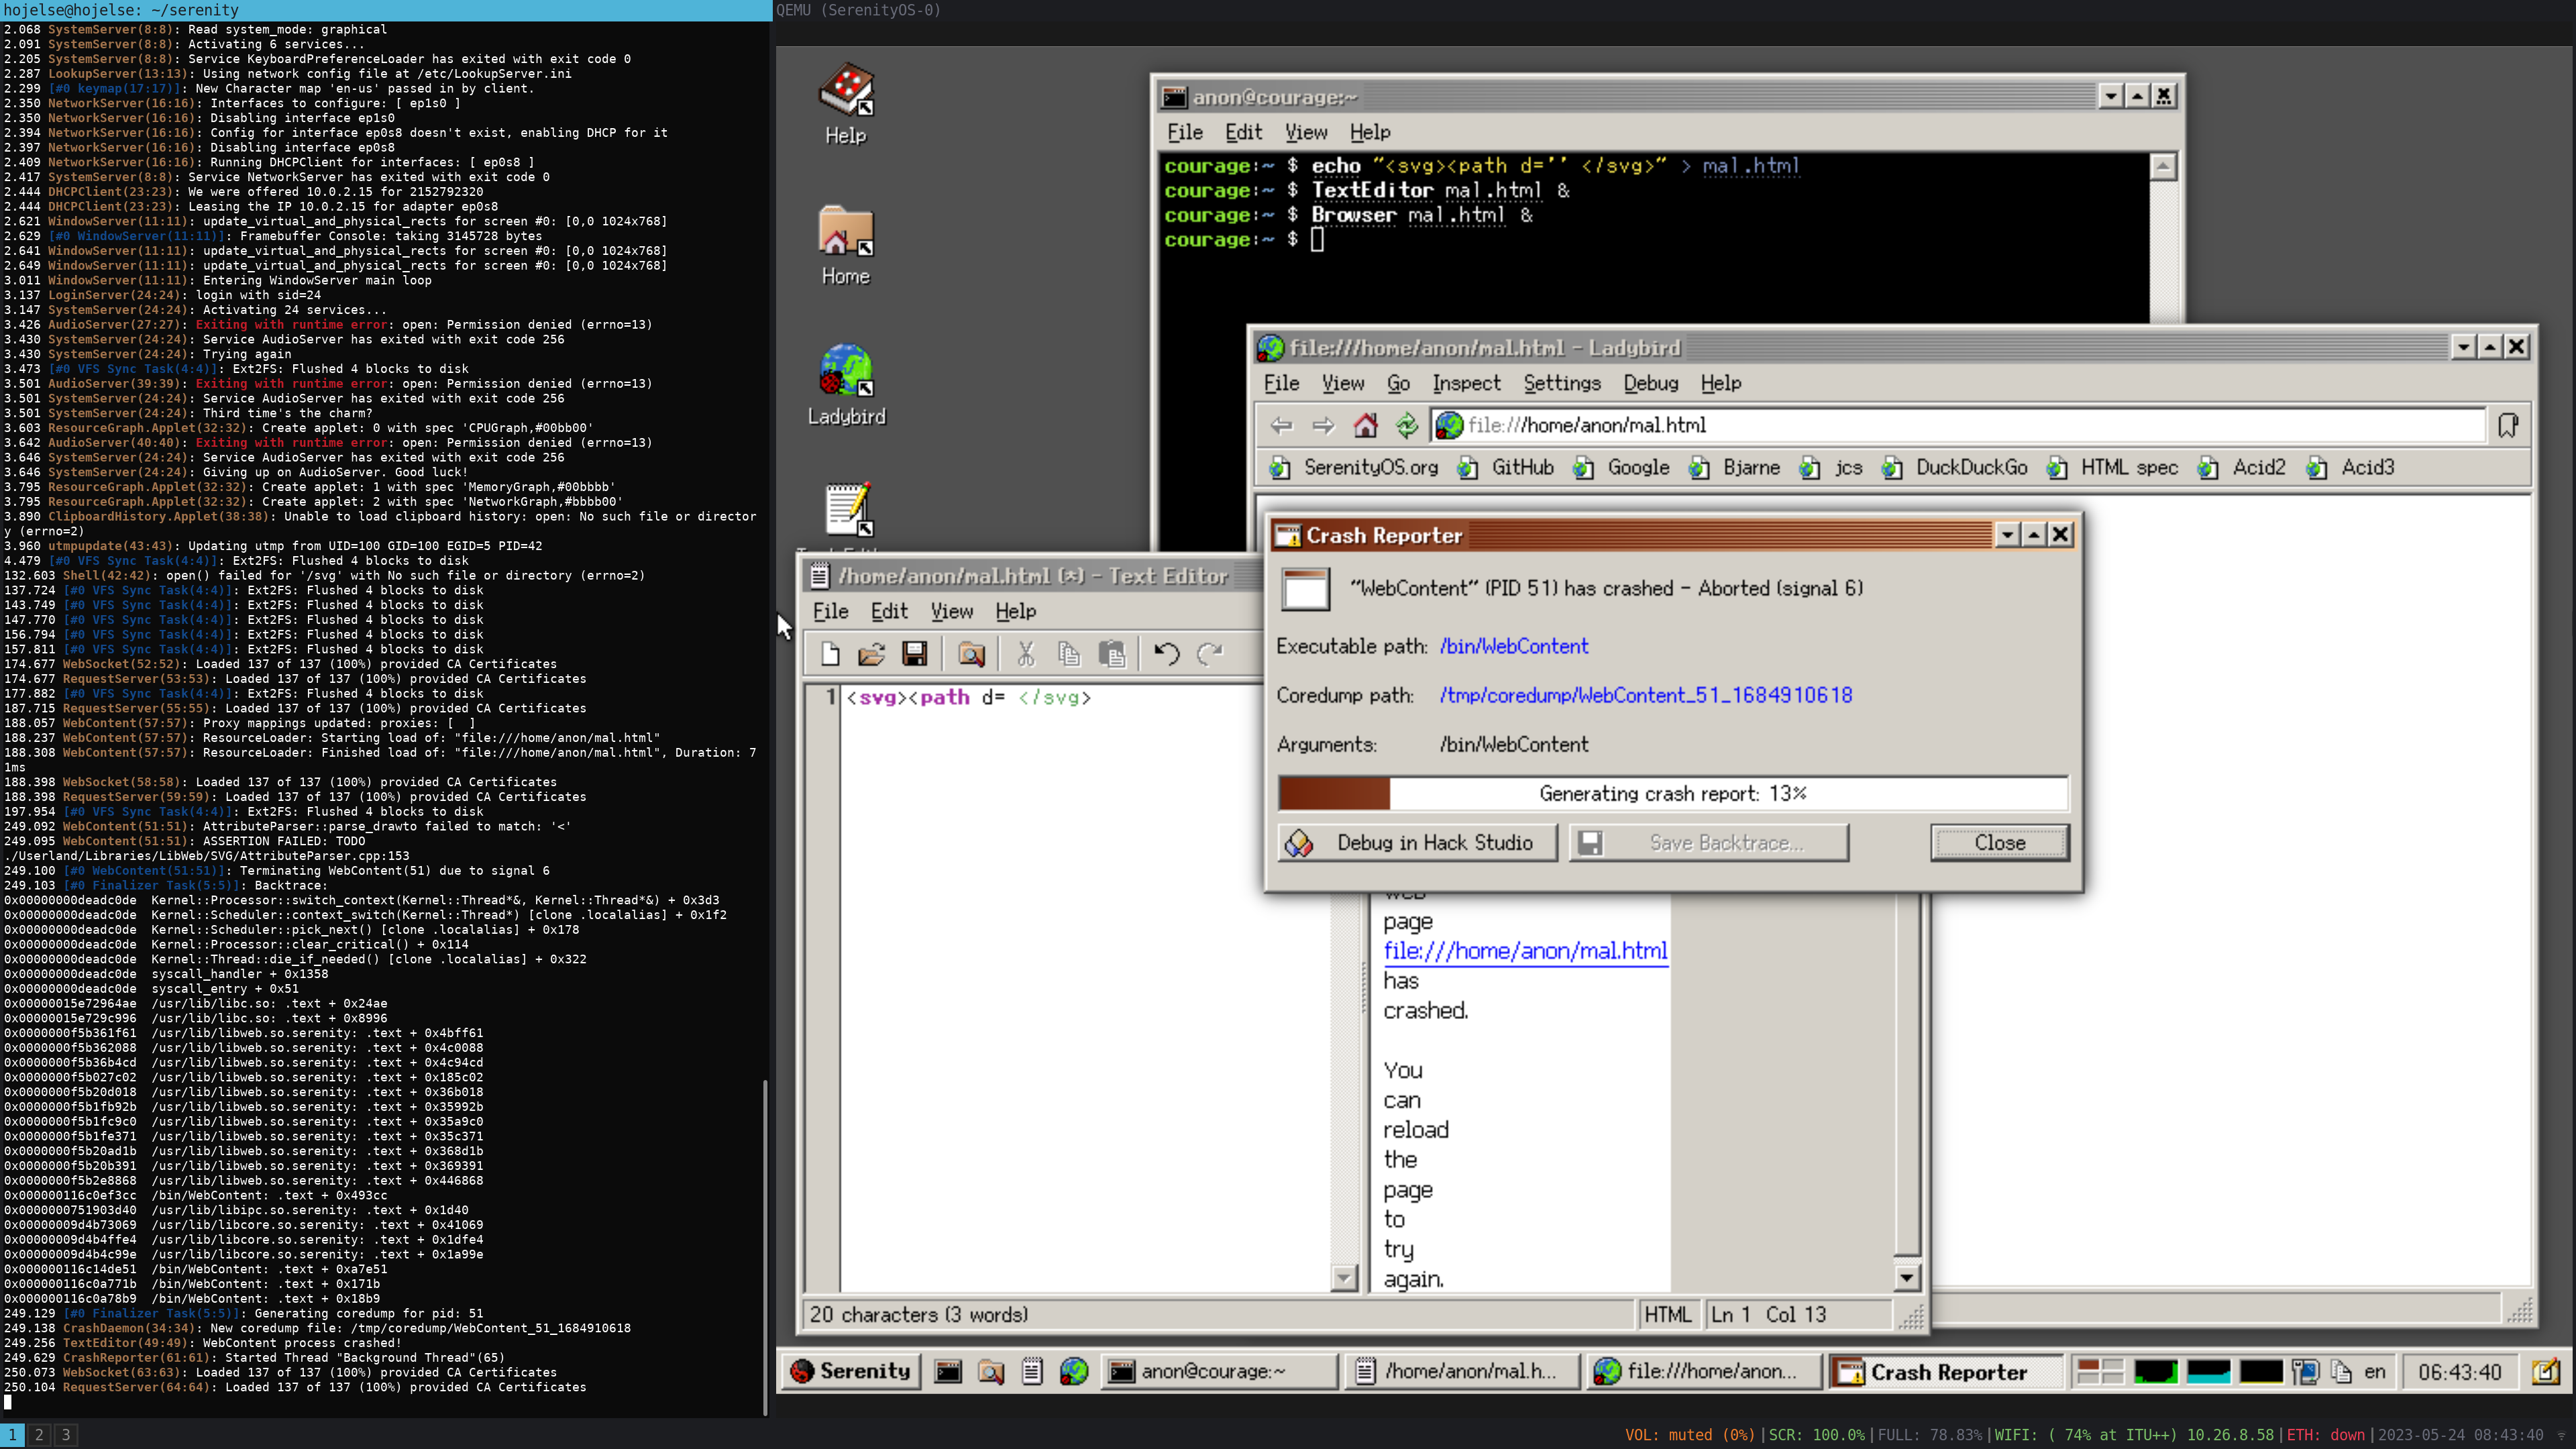 hojelse@hojelse: ~/serenity
2.068 SystemServer(8:8): Read system_mode: graphical
2.091 SystemServer(8:8): Activating 6 services...
2.205 SystemServer(8:8): Service KeyboardPreferenceLoader has exited with exit code 0
2.287 LookupServer(13:13): Using network config file at /etc/LookupServer.ini
2.299 [#0 keymap(17:17)]: New Character map 'en-us' passed in by client.
2.350 NetworkServer(16:16): Interfaces to configure: [ ep1s0 ]
2.350 NetworkServer(16:16): Disabling interface ep1s0
2.394 NetworkServer(16:16): Config for interface ep0s8 doesn't exist, enabling DHCP for it
2.397 NetworkServer(16:16): Disabling interface ep0s8
2.409 NetworkServer(16:16): Running DHCPClient for interfaces: [ ep0s8 ]
2.417 SystemServer(8:8): Service NetworkServer has exited with exit code 0
2.444 DHCPClient(23:23): We were offered 10.0.2.15 for 2152792320
2.444 DHCPClient(23:23): Leasing the IP 10.0.2.15 for adapter ep0s8
2.621 WindowServer(11:11): update_virtual_and_physical_rects for screen #0: [0,0 1024x768]
2.629 [#0 WindowServer(11:11)]: Framebuffer Console: taking 3145728 bytes
2.641 WindowServer(11:11): update_virtual_and_physical_rects for screen #0: [0,0 1024x768]
2.649 WindowServer(11:11): update_virtual_and_physical_rects for screen #0: [0,0 1024x768]
3.011 WindowServer(11:11): Entering WindowServer main loop
3.137 LoginServer(24:24): login with sid=24
3.147 SystemServer(24:24): Activating 24 services...
3.426 AudioServer(27:27): Exiting with runtime error: open: Permission denied (errno=13)
3.430 SystemServer(24:24): Service AudioServer has exited with exit code 256
3.430 SystemServer(24:24): Trying again
3.473 [#0 VFS Sync Task(4:4)]: Ext2FS: Flushed 4 blocks to disk
3.501 AudioServer(39:39): Exiting with runtime error: open: Permission denied (errno=13)
3.501 SystemServer(24:24): Service AudioServer has exited with exit code 256
3.501 SystemServer(24:24): Third time's the charm?
3.603 ResourceGraph.Applet(32:32): Create applet: 0 with spec 'CPUGraph,#00bb00'
3.642 AudioServer(40:40): Exiting with runtime error: open: Permission denied (errno=13)
3.646 SystemServer(24:24): Service AudioServer has exited with exit code 256
3.646 SystemServer(24:24): Giving up on AudioServer. Good luck!
3.795 ResourceGraph.Applet(32:32): Create applet: 1 with spec 'MemoryGraph,#00bbbb'
3.795 ResourceGraph.Applet(32:32): Create applet: 2 with spec 'NetworkGraph,#bbbb00'
3.890 ClipboardHistory.Applet(38:38): Unable to load clipboard history: open: No such file or director
y (errno=2)
3.960 utmpupdate(43:43): Updating utmp from UID=100 GID=100 EGID=5 PID=42
4.479 [#0 VFS Sync Task(4:4)]: Ext2FS: Flushed 4 blocks to disk
132.603 Shell(42:42): open() failed for '/svg' with No such file or directory (errno=2)
137.724 [#0 VFS Sync Task(4:4)]: Ext2FS: Flushed 4 blocks to disk
143.749 [#0 VFS Sync Task(4:4)]: Ext2FS: Flushed 4 blocks to disk
147.770 [#0 VFS Sync Task(4:4)]: Ext2FS: Flushed 4 blocks to disk
156.794 [#0 VFS Sync Task(4:4)]: Ext2FS: Flushed 4 blocks to disk
157.811 [#0 VFS Sync Task(4:4)]: Ext2FS: Flushed 4 blocks to disk
174.677 WebSocket(52:52): Loaded 137 of 137 (100%) provided CA Certificates
174.677 RequestServer(53:53): Loaded 137 of 137 (100%) provided CA Certificates
177.882 [#0 VFS Sync Task(4:4)]: Ext2FS: Flushed 4 blocks to disk
187.715 RequestServer(55:55): Loaded 137 of 137 (100%) provided CA Certificates
188.057 WebContent(57:57): Proxy mappings updated: proxies: [  ]
188.237 WebContent(57:57): ResourceLoader: Starting load of: "file:///home/anon/mal.html"
188.308 WebContent(57:57): ResourceLoader: Finished load of: "file:///home/anon/mal.html", Duration: 7
1ms
188.398 WebSocket(58:58): Loaded 137 of 137 (100%) provided CA Certificates
188.398 RequestServer(59:59): Loaded 137 of 137 (100%) provided CA Certificates
197.954 [#0 VFS Sync Task(4:4)]: Ext2FS: Flushed 4 blocks to disk
249.092 WebContent(51:51): AttributeParser::parse_drawto failed to match: '<'
249.095 WebContent(51:51): ASSERTION FAILED: TODO
./Userland/Libraries/LibWeb/SVG/AttributeParser.cpp:153
249.100 [#0 WebContent(51:51)]: Terminating WebContent(51) due to signal 6
249.103 [#0 Finalizer Task(5:5)]: Backtrace:
0x00000000deadc0de  Kernel::Processor::switch_context(Kernel::Thread*&, Kernel::Thread*&) + 0x3d3
0x00000000deadc0de  Kernel::Scheduler::context_switch(Kernel::Thread*) [clone .localalias] + 0x1f2
0x00000000deadc0de  Kernel::Scheduler::pick_next() [clone .localalias] + 0x178
0x00000000deadc0de  Kernel::Processor::clear_critical() + 0x114
0x00000000deadc0de  Kernel::Thread::die_if_needed() [clone .localalias] + 0x322
0x00000000deadc0de  syscall_handler + 0x1358
0x00000000deadc0de  syscall_entry + 0x51
0x00000015e72964ae  /usr/lib/libc.so: .text + 0x24ae
0x00000015e729c996  /usr/lib/libc.so: .text + 0x8996
0x0000000f5b361f61  /usr/lib/libweb.so.serenity: .text + 0x4bff61
0x0000000f5b362088  /usr/lib/libweb.so.serenity: .text + 0x4c0088
0x0000000f5b36b4cd  /usr/lib/libweb.so.serenity: .text + 0x4c94cd
0x0000000f5b027c02  /usr/lib/libweb.so.serenity: .text + 0x185c02
0x0000000f5b20d018  /usr/lib/libweb.so.serenity: .text + 0x36b018
0x0000000f5b1fb92b  /usr/lib/libweb.so.serenity: .text + 0x35992b
0x0000000f5b1fc9c0  /usr/lib/libweb.so.serenity: .text + 0x35a9c0
0x0000000f5b1fe371  /usr/lib/libweb.so.serenity: .text + 0x35c371
0x0000000f5b20ad1b  /usr/lib/libweb.so.serenity: .text + 0x368d1b
0x0000000f5b20b391  /usr/lib/libweb.so.serenity: .text + 0x369391
0x0000000f5b2e8868  /usr/lib/libweb.so.serenity: .text + 0x446868
0x000000116c0ef3cc  /bin/WebContent: .text + 0x493cc
0x0000000751903d40  /usr/lib/libipc.so.serenity: .text + 0x1d40
0x00000009d4b73069  /usr/lib/libcore.so.serenity: .text + 0x41069
0x00000009d4b4ffe4  /usr/lib/libcore.so.serenity: .text + 0x1dfe4
0x00000009d4b4c99e  /usr/lib/libcore.so.serenity: .text + 0x1a99e
0x000000116c14de51  /bin/WebContent: .text + 0xa7e51
0x000000116c0a771b  /bin/WebContent: .text + 0x171b
0x000000116c0a78b9  /bin/WebContent: .text + 0x18b9
249.129 [#0 Finalizer Task(5:5)]: Generating coredump for pid: 51
249.138 CrashDaemon(34:34): New coredump file: /tmp/coredump/WebContent_51_1684910618
249.256 TextEditor(49:49): WebContent process crashed!
249.629 CrashReporter(61:61): Started Thread "Background Thread"(65)
250.073 WebSocket(63:63): Loaded 137 of 137 (100%) provided CA Certificates
250.104 RequestServer(64:64): Loaded 137 of 137 (100%) provided CA Certificates
QEMU (SerenityOS-0)
Help
Home
Ladybird
anon@courage:~
File Edit View Help
courage:~ $ echo "<svg><path d='' </svg>" > mal.html
courage:~ $ TextEditor mal.html &
courage:~ $ Browser mal.html &
courage:~ $
file:///home/anon/mal.html - Ladybird
File View Go Inspect Settings Debug Help
file:///home/anon/mal.html
SerenityOS.org GitHub Google Bjarne jcs DuckDuckGo HTML spec Acid2 Acid3
Crash Reporter
"WebContent" (PID 51) has crashed - Aborted (signal 6)
Executable path: /bin/WebContent
Coredump path: /tmp/coredump/WebContent_51_1684910618
Arguments: /bin/WebContent
Generating crash report: 13%
Debug in Hack Studio Save Backtrace... Close
/home/anon/mal.html (*) - Text Editor
File Edit View Help
1 <svg><path d= </svg>
page
file:///home/anon/mal.html
has
crashed.
You
can
reload
the
page
to
try
again.
20 characters (3 words) HTML Ln 1 Col 13
Serenity anon@courage:~ /home/anon/mal.h... file:///home/anon... Crash Reporter en 06:43:40
1 2 3
VOL: muted (0%)|SCR: 100.0%|FULL: 78.83%|WIFI: ( 74% at ITU++) 10.26.8.58|ETH: down|2023-05-24 08:43:40